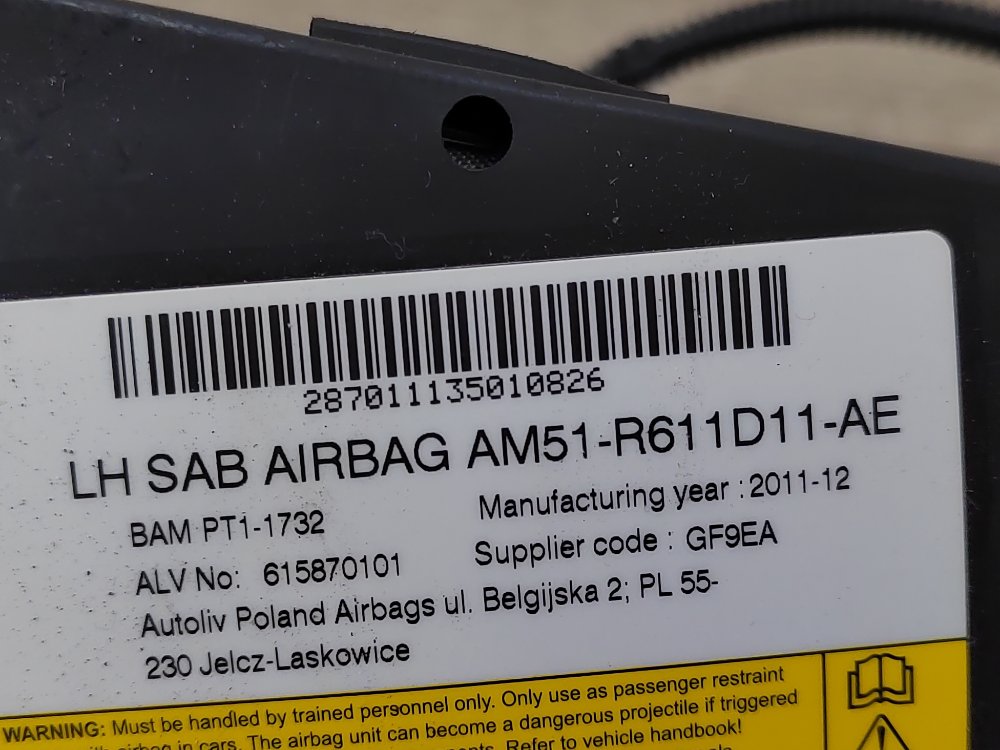 287011135010826
LH SAB AIRBAG AM51-R611D11-AE
BAM PT1-1732 Manufacturing year : 2011-12
ALV No: 615870101 Supplier code : GF9EA
Autoliv Poland Airbags ul. Belgijska 2; PL 55-
230 Jelcz-Laskowice
WARNING: Must be handled by trained personnel only. Only use as passenger restraint
airbag in cars. The airbag unit can become a dangerous projectile if triggered
Refer to vehicle handbook!